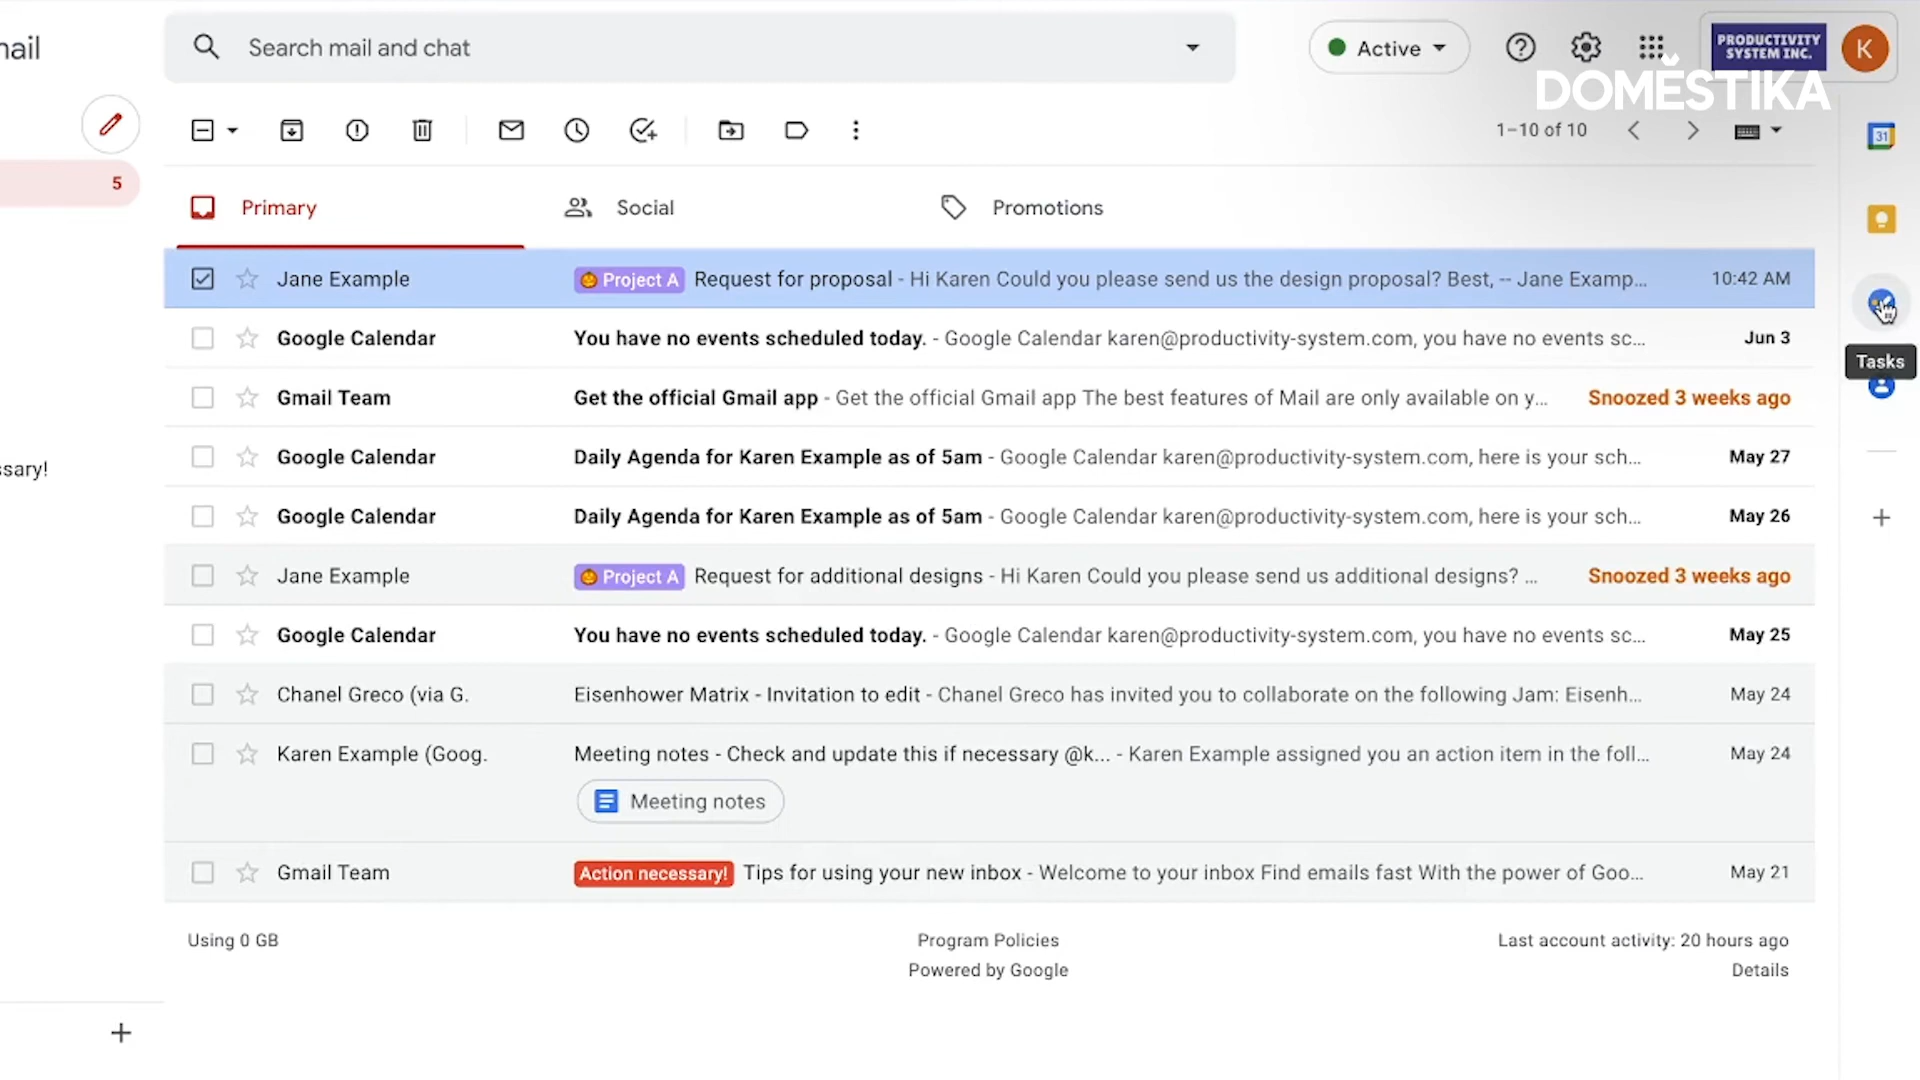 mail
Search mail and chat
Active
PRODUCTIVITY
SYSTEM INC.
K
DOMĚSTIKA
1–10 of 10
31
5
Primary
Social
Promotions
Jane Example Project A Request for proposal - Hi Karen Could you please send us the design proposal? Best, -- Jane Examp... 10:42 AM
Google Calendar You have no events scheduled today. - Google Calendar karen@productivity-system.com, you have no events sc... Jun 3
Tasks
Gmail Team Get the official Gmail app - Get the official Gmail app The best features of Mail are only available on y... Snoozed 3 weeks ago
Google Calendar Daily Agenda for Karen Example as of 5am - Google Calendar karen@productivity-system.com, here is your sch... May 27
ssary!
Google Calendar Daily Agenda for Karen Example as of 5am - Google Calendar karen@productivity-system.com, here is your sch... May 26
Jane Example Project A Request for additional designs - Hi Karen Could you please send us additional designs? ... Snoozed 3 weeks ago
Google Calendar You have no events scheduled today. - Google Calendar karen@productivity-system.com, you have no events sc... May 25
Chanel Greco (via G. Eisenhower Matrix - Invitation to edit - Chanel Greco has invited you to collaborate on the following Jam: Eisenh... May 24
Karen Example (Goog. Meeting notes - Check and update this if necessary @k... - Karen Example assigned you an action item in the foll... May 24
Meeting notes
Gmail Team Action necessary! Tips for using your new inbox - Welcome to your inbox Find emails fast With the power of Goo... May 21
Using 0 GB
Program Policies
Powered by Google
Last account activity: 20 hours ago
Details